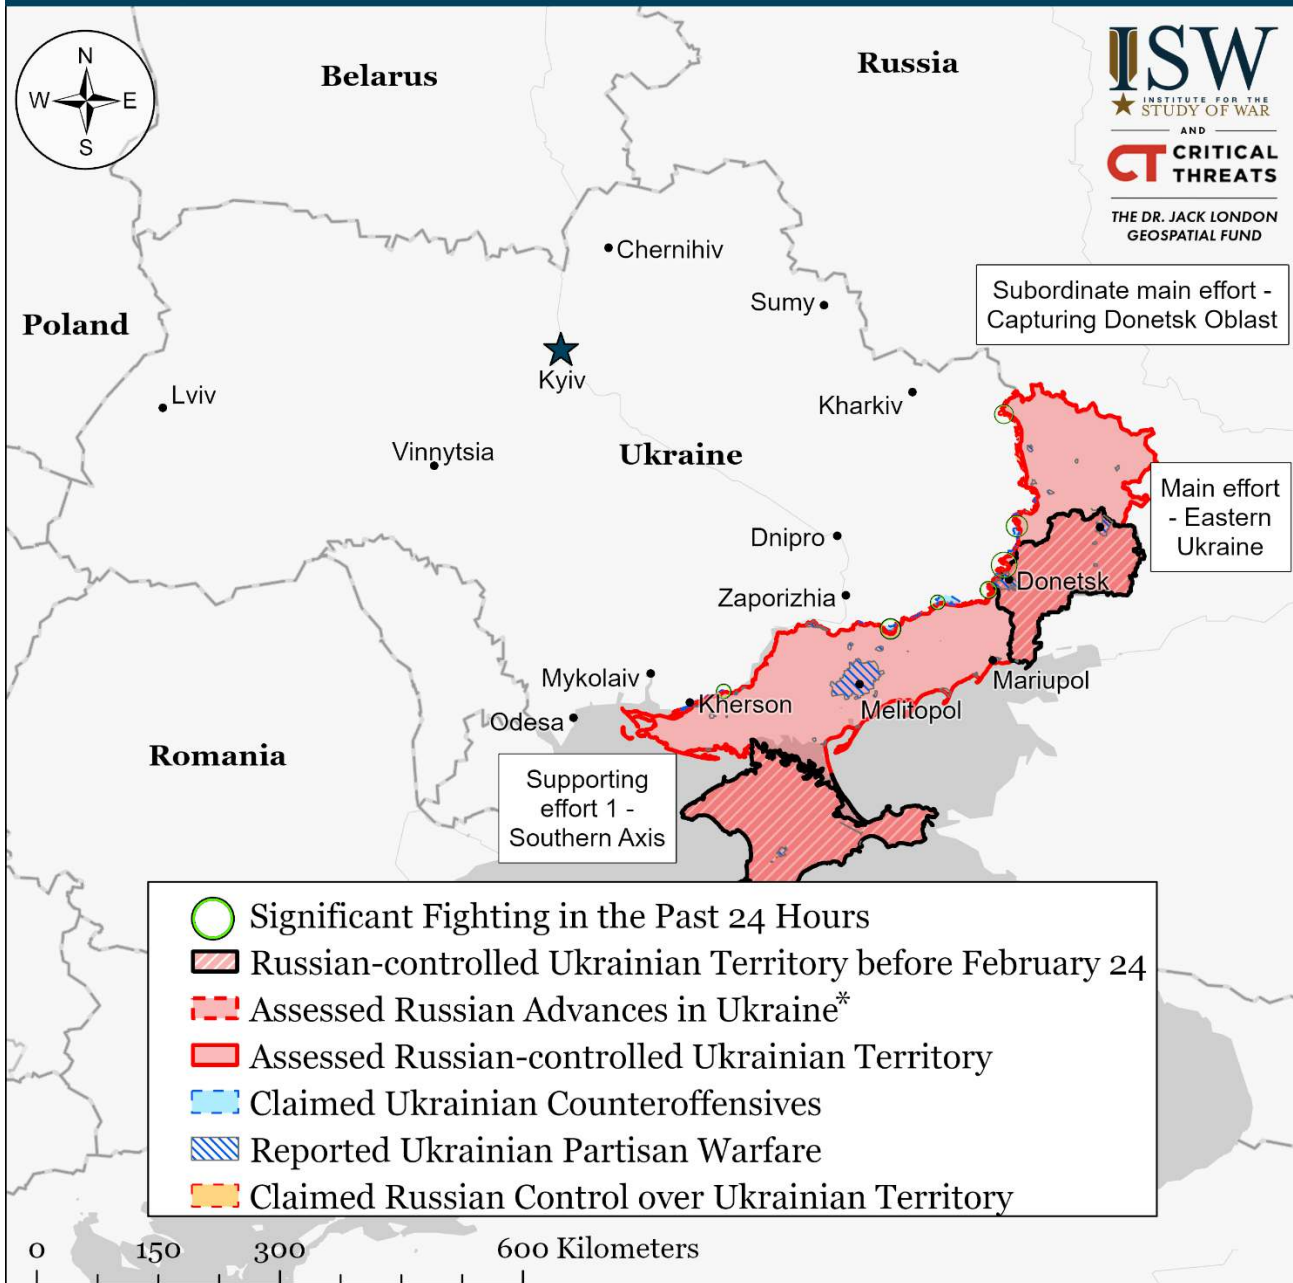 N
W
E
S
Belarus
Russia
ISW
INSTITUTE FOR THE
STUDY OF WAR
AND
CT CRITICAL
THREATS
THE DR. JACK LONDON
GEOSPATIAL FUND
Chernihiv
Sumy
Subordinate main effort -
Capturing Donetsk Oblast
Poland
Kyiv
Lviv
Kharkiv
Vinnytsia
Ukraine
Main effort
- Eastern
Ukraine
Dnipro
Donetsk
Zaporizhia
Mykolaiv
Mariupol
Kherson
Melitopol
Odesa
Romania
Supporting
effort 1 -
Southern Axis
Significant Fighting in the Past 24 Hours
Russian-controlled Ukrainian Territory before February 24
Assessed Russian Advances in Ukraine*
Assessed Russian-controlled Ukrainian Territory
Claimed Ukrainian Counteroffensives
Reported Ukrainian Partisan Warfare
Claimed Russian Control over Ukrainian Territory
0 150 300 600 Kilometers